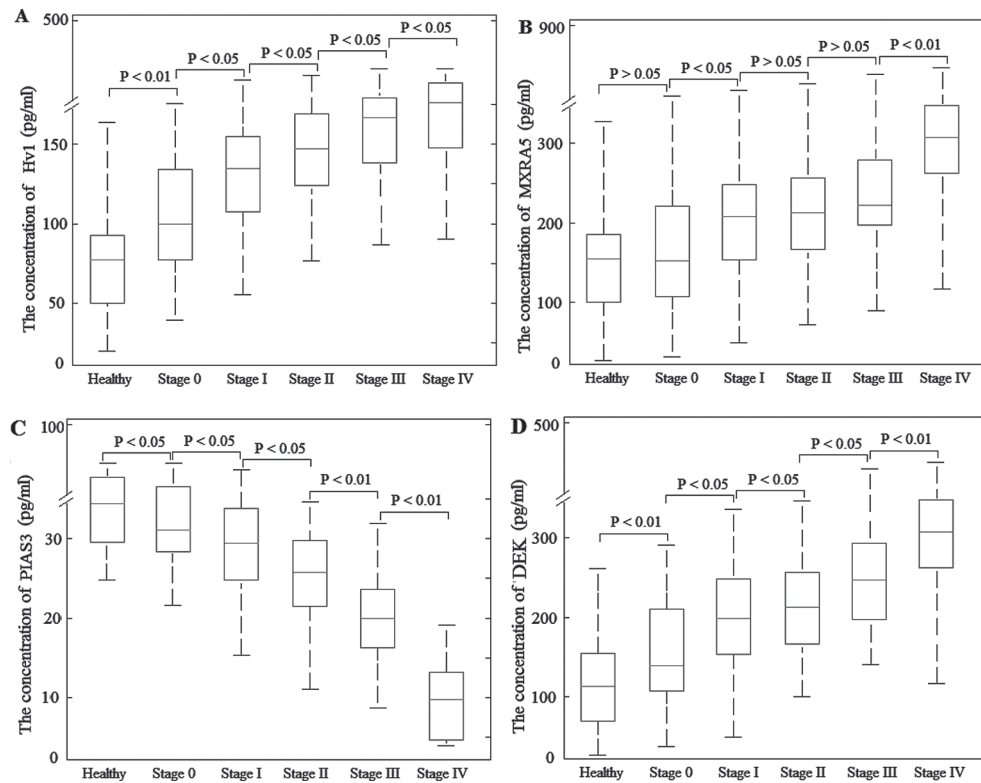 A
500
The concentration of Hv1 (pg/ml)
150
100
50
0
P < 0.01
P < 0.05
P < 0.05
P < 0.05
P < 0.05
Healthy Stage 0 Stage I Stage II Stage III Stage IV
B
900
The concentration of MXRA5 (pg/ml)
300
200
100
0
P > 0.05
P < 0.05
P > 0.05
P > 0.05
P < 0.01
Healthy Stage 0 Stage I Stage II Stage III Stage IV
C
100
The concentration of PIAS3 (pg/ml)
30
20
10
0
P < 0.05
P < 0.05
P < 0.05
P < 0.01
P < 0.01
Healthy Stage 0 Stage I Stage II Stage III Stage IV
D
500
The concentration of DEK (pg/ml)
300
200
100
0
P < 0.01
P < 0.05
P < 0.05
P < 0.05
P < 0.01
Healthy Stage 0 Stage I Stage II Stage III Stage IV